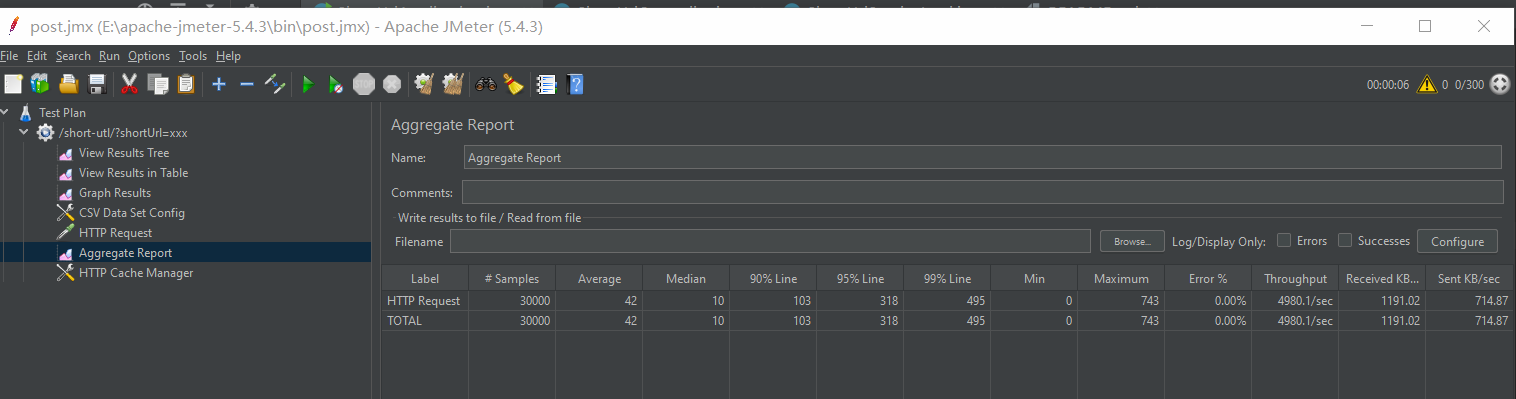 post.jmx (E:\apache-jmeter-5.4.3\bin\post.jmx) - Apache JMeter (5.4.3)
File Edit Search Run Options Tools Help
00:00:06 0 0/300
Test Plan
/short-utl/?shortUrl=xxx
View Results Tree
View Results in Table
Graph Results
CSV Data Set Config
HTTP Request
Aggregate Report
HTTP Cache Manager
Aggregate Report
Name: Aggregate Report
Comments:
Write results to file / Read from file
Filename Browse... Log/Display Only: Errors Successes Configure
Label # Samples Average Median 90% Line 95% Line 99% Line Min Maximum Error % Throughput Received KB... Sent KB/sec
HTTP Request 30000 42 10 103 318 495 0 743 0.00% 4980.1/sec 1191.02 714.87
TOTAL 30000 42 10 103 318 495 0 743 0.00% 4980.1/sec 1191.02 714.87